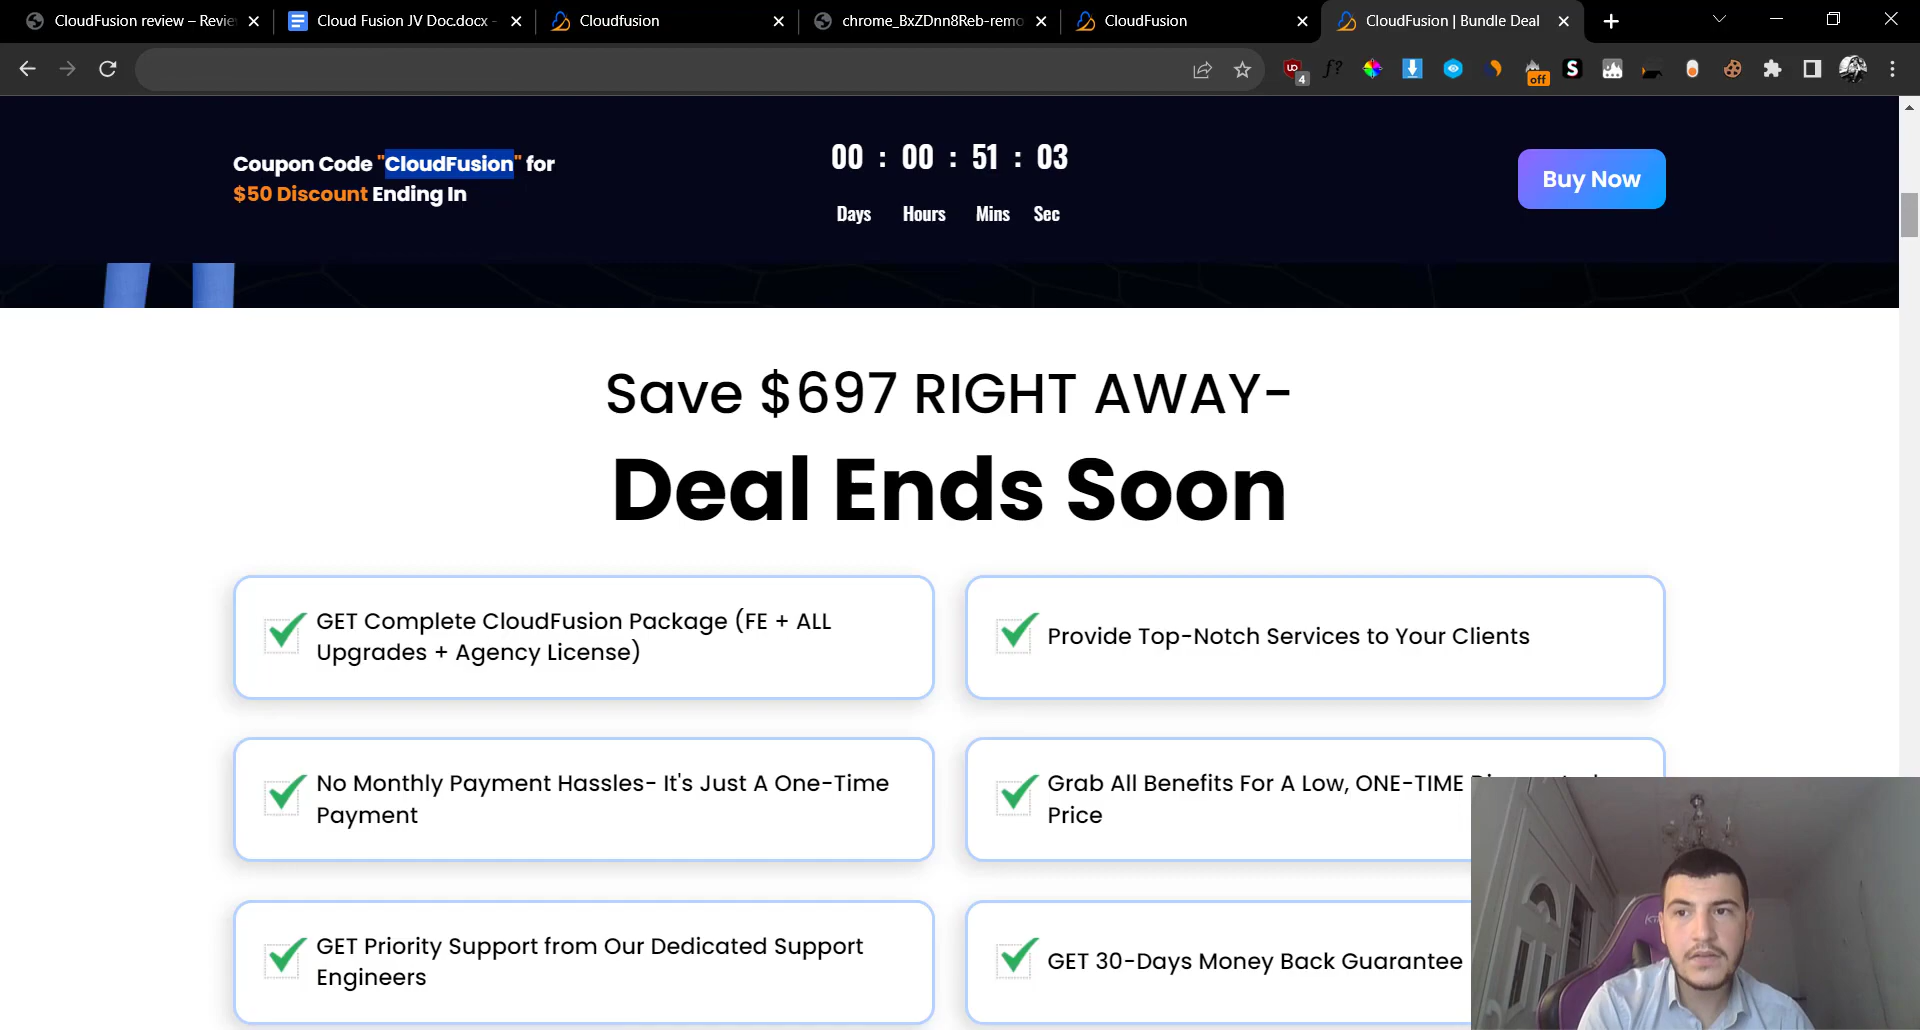 CloudFusion review – Review
Cloud Fusion JV Doc.docx -
Cloudfusion
chrome_BxZDnn8Reb-remo
CloudFusion
CloudFusion | Bundle Deal
4
f?
off
S
Coupon Code "CloudFusion" for
$50 Discount Ending In
00 : 00 : 51 : 03
Days Hours Mins Sec
Buy Now
Save $697 RIGHT AWAY-
Deal Ends Soon
GET Complete CloudFusion Package (FE + ALL
Upgrades + Agency License)
Provide Top-Notch Services to Your Clients
No Monthly Payment Hassles- It's Just A One-Time
Payment
Grab All Benefits For A Low, ONE-TIME
Price
GET Priority Support from Our Dedicated Support
Engineers
GET 30-Days Money Back Guarantee